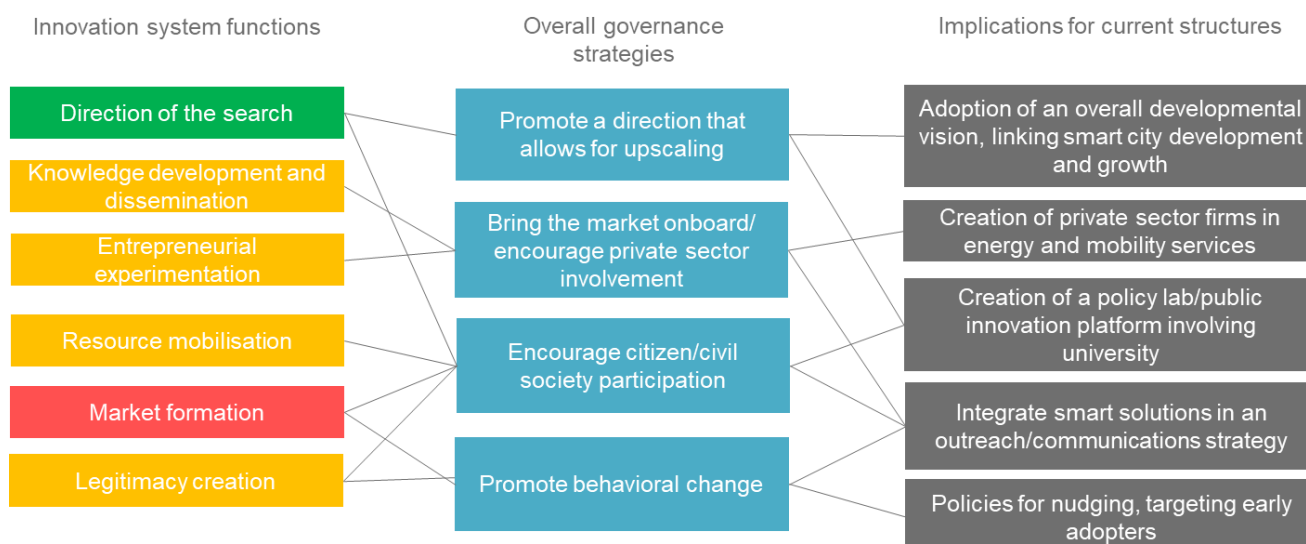 Innovation system functions
Overall governance
strategies
Implications for current structures
Direction of the search
Knowledge development and
dissemination
Entrepreneurial
experimentation
Resource mobilisation
Market formation
Legitimacy creation
Promote a direction that
allows for upscaling
Bring the market onboard/
encourage private sector
involvement
Encourage citizen/civil
society participation
Promote behavioral change
Adoption of an overall developmental
vision, linking smart city development
and growth
Creation of private sector firms in
energy and mobility services
Creation of a policy lab/public
innovation platform involving
university
Integrate smart solutions in an
outreach/communications strategy
Policies for nudging, targeting early
adopters